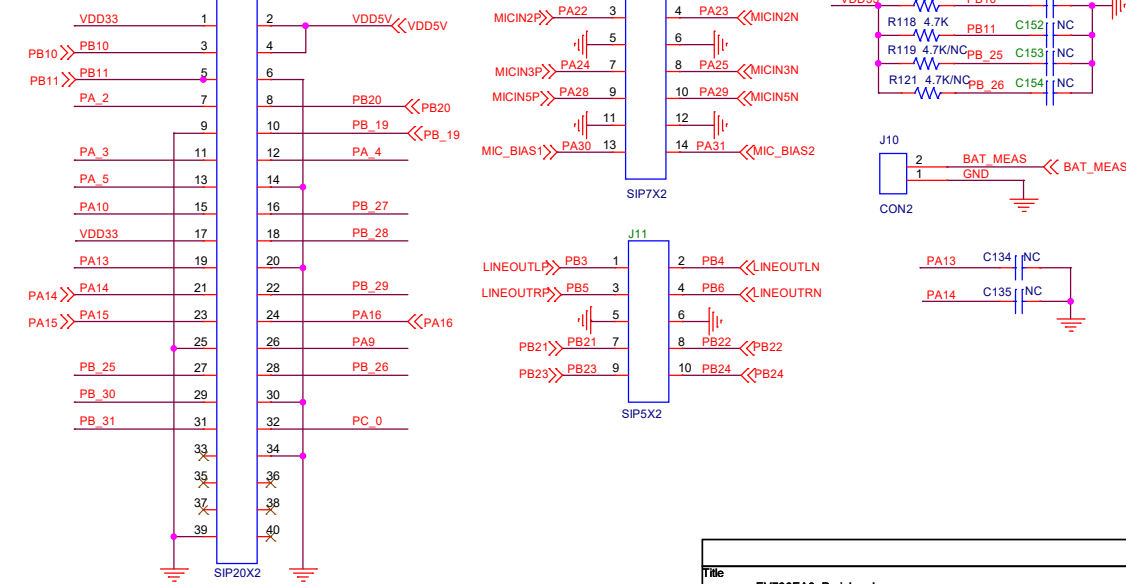 VDD33 1 2 VDD5V VDD5V
PB10 PB10 3 4
PB11 PB11 5 6
PA_2 7 8 PB20 PB20
9 10 PB_19 PB_19
PA_3 11 12 PA_4
PA_5 13 14
PA10 15 16 PB_27
VDD33 17 18 PB_28
PA13 19 20
PA14 PA14 21 22 PB_29
PA15 PA15 23 24 PA16 PA16
25 26 PA9
PB_25 27 28 PB_26
PB_30 29 30
PB_31 31 32 PC_0
33 34
35 36
37 38
39 40
SIP20X2
MICIN2P PA22 3 4 PA23 MICIN2N
5 6
MICIN3P PA24 7 8 PA25 MICIN3N
MICIN5P PA28 9 10 PA29 MICIN5N
11 12
MIC_BIAS1 PA30 13 14 PA31 MIC_BIAS2
SIP7X2
J11
LINEOUTLP PB3 1 2 PB4 LINEOUTLN
LINEOUTRP PB5 3 4 PB6 LINEOUTRN
5 6
PB21 PB21 7 8 PB22 PB22
PB23 PB23 9 10 PB24 PB24
SIP5X2
R118 4.7K PB11 C152 NC
R119 4.7K/NC PB_25 C153 NC
R121 4.7K/NC PB_26 C154 NC
J10
2 BAT_MEAS BAT_MEAS
1 GND
CON2
PA13 C134 NC
PA14 C135 NC
Title